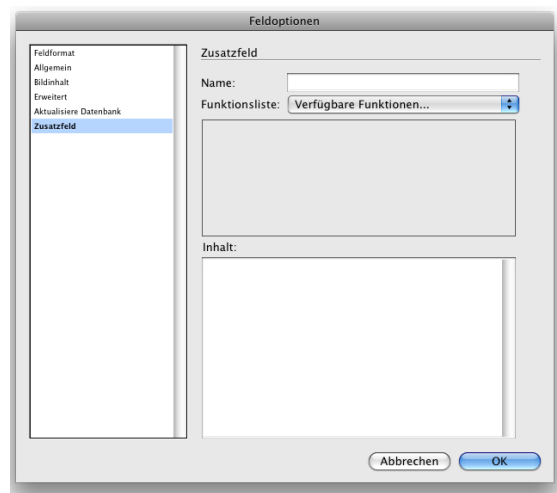 Feldoptionen
Feldformat
Allgemein
Bildinhalt
Erweitert
Aktualisiere Datenbank
Zusatzfeld
Zusatzfeld
Name:
Funktionsliste: Verfügbare Funktionen...
Inhalt:
Abbrechen OK